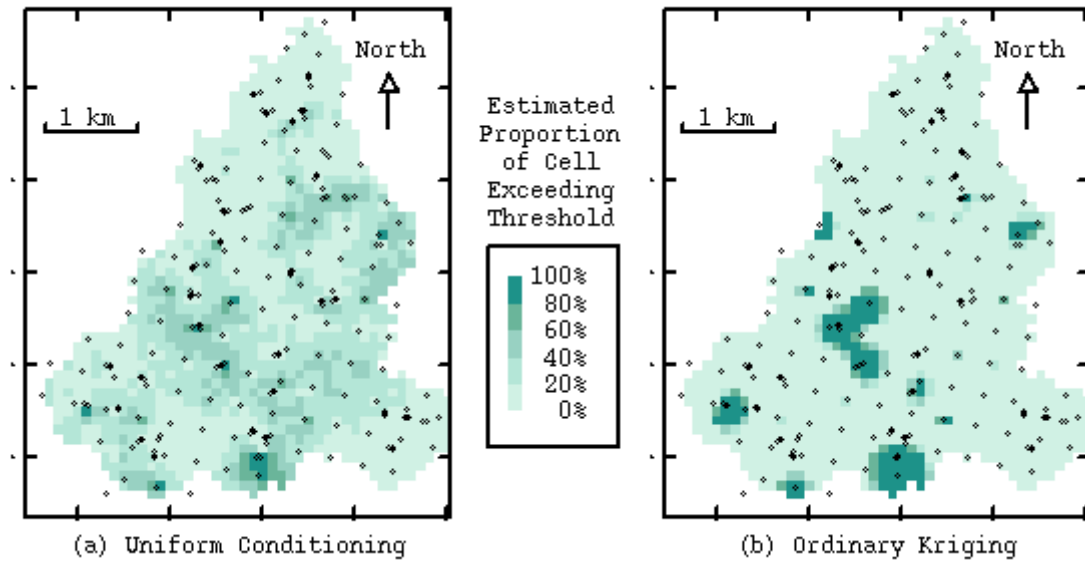 North
1 km
Estimated
Proportion
of Cell
Exceeding
Threshold
100%
80%
60%
40%
20%
0%
North
1 km
(a) Uniform Conditioning
(b) Ordinary Kriging